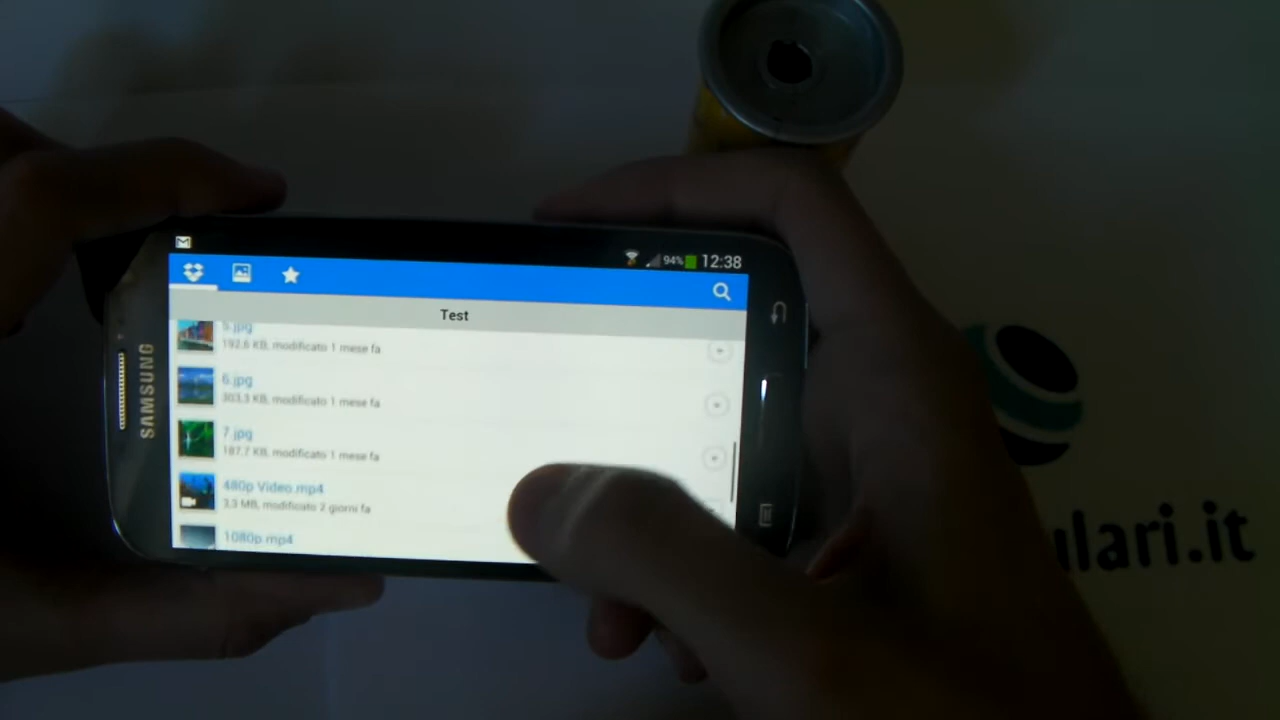 94% 12:38
Test
5.jpg
192,6 KB, modificato 1 mese fa
6.jpg
303,3 KB, modificato 1 mese fa
7.jpg
187,7 KB, modificato 1 mese fa
480p Video.mp4
3,3 MB, modificato 2 giorni fa
1080p.mp4
SAMSUNG
ulari.it